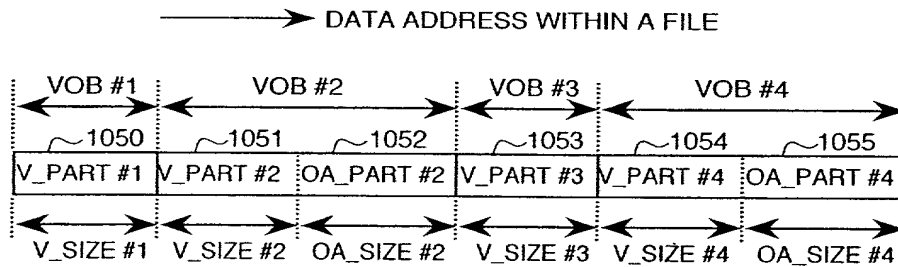 DATA ADDRESS WITHIN A FILE
VOB #1 VOB #2 VOB #3 VOB #4
1050 1051 1052 1053 1054 1055
V_PART #1 V_PART #2 OA_PART #2 V_PART #3 V_PART #4 OA_PART #4
V_SIZE #1 V_SIZE #2 OA_SIZE #2 V_SIZE #3 V_SIZE #4 OA_SIZE #4